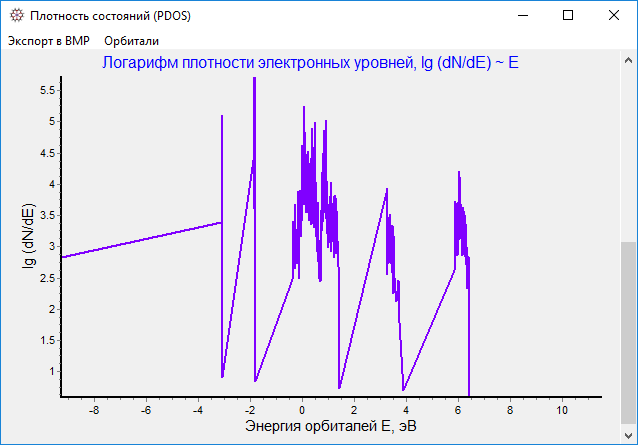 Плотность состояний (PDOS)
Экспорт в BMP Орбитали
Логарифм плотности электронных уровней, lg (dN/dE) ~ E
lg (dN/dE)
5.5
5
4.5
4
3.5
3
2.5
2
1.5
1
-8 -6 -4 -2 0 2 4 6 8 10
Энергия орбиталей E, эВ